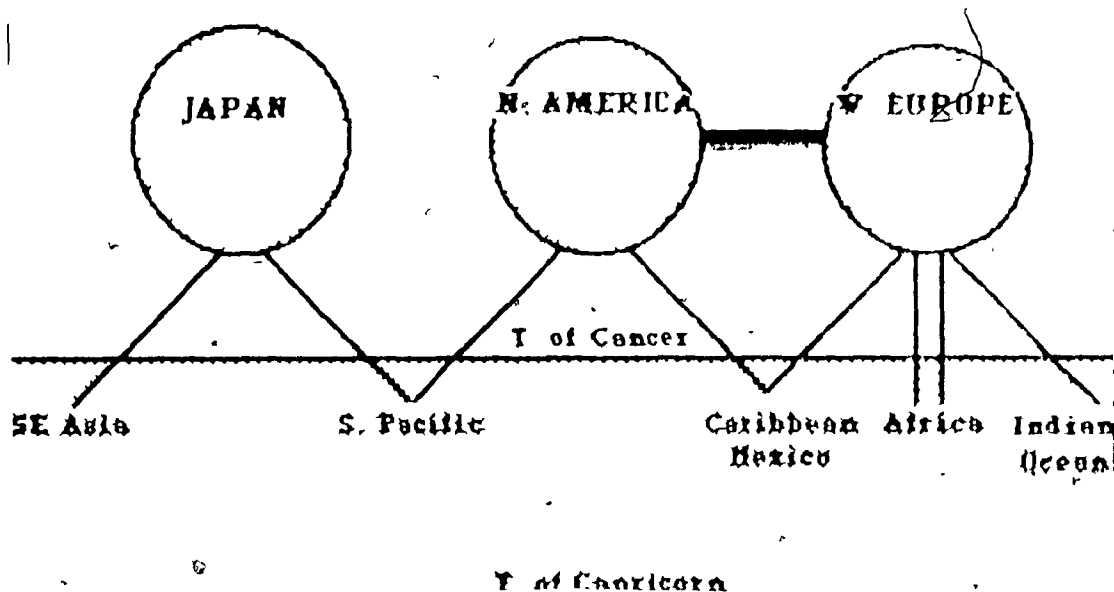 JAPAN
N. AMERICA
W EUROPE
T of Cancer
SE Asia
S. Pacific
Caribbean
Mexico
Africa
Indian
Ocean
T of Capricorn